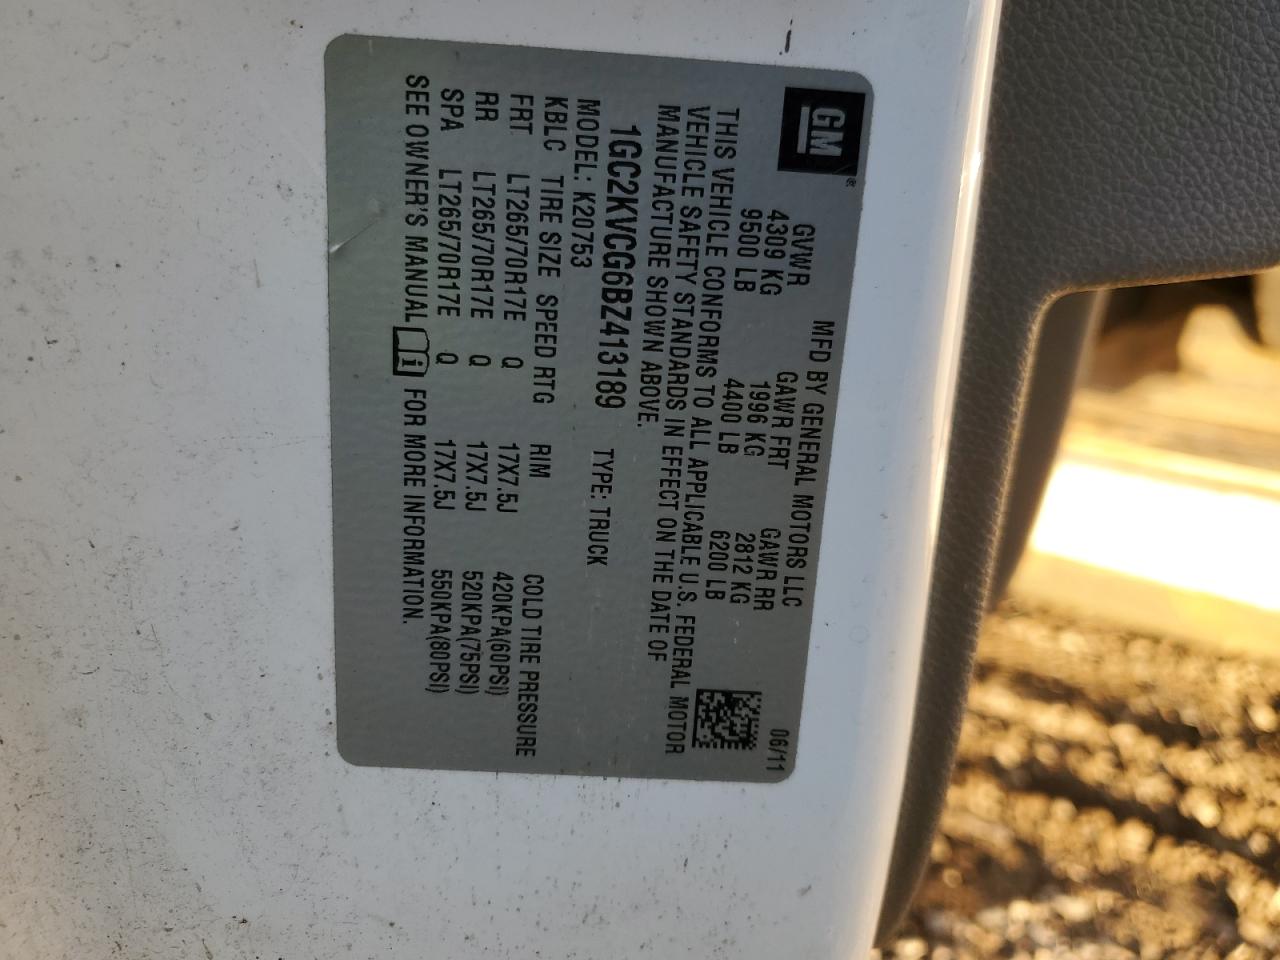 GM®
MFD BY GENERAL MOTORS LLC 06/11
GVWR GAWR FRT GAWR RR
4309 KG 1996 KG 2812 KG
9500 LB 4400 LB 6200 LB
THIS VEHICLE CONFORMS TO ALL APPLICABLE U.S. FEDERAL MOTOR
VEHICLE SAFETY STANDARDS IN EFFECT ON THE DATE OF
MANUFACTURE SHOWN ABOVE.
1GC2KVCG6BZ413189 TYPE: TRUCK
MODEL: K20753
KBLC TIRE SIZE SPEED RTG RIM COLD TIRE PRESSURE
FRT LT265/70R17E Q 17X7.5J 420KPA(60PSI)
RR LT265/70R17E Q 17X7.5J 520KPA(75PSI)
SPA LT265/70R17E Q 17X7.5J 550KPA(80PSI)
SEE OWNER'S MANUAL i FOR MORE INFORMATION.